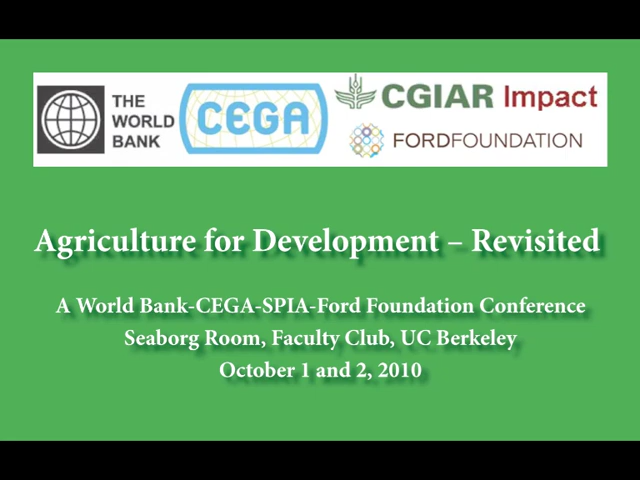 THE WORLD BANK
CEGA
CGIAR Impact
FORDFOUNDATION
Agriculture for Development – Revisited
A World Bank-CEGA-SPIA-Ford Foundation Conference
Seaborg Room, Faculty Club, UC Berkeley
October 1 and 2, 2010